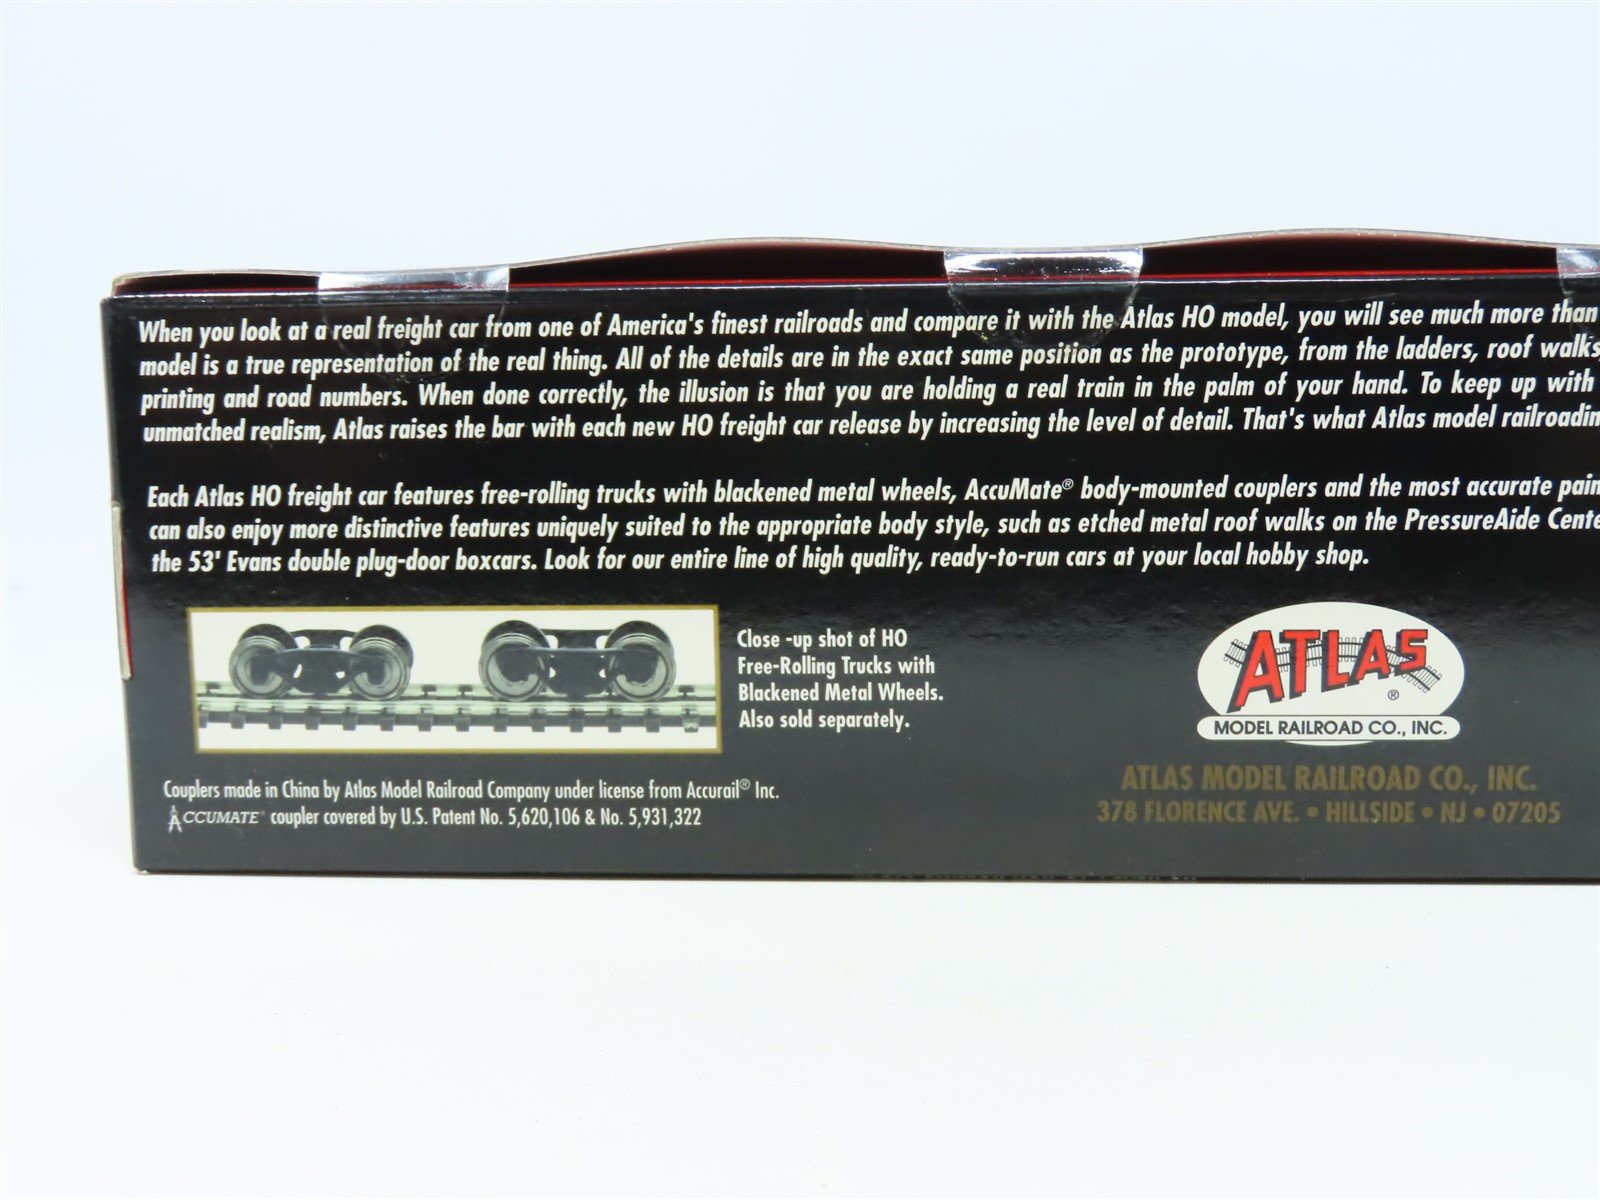 When you look at a real freight car from one of America's finest railroads and compare it with the Atlas HO model, you will see much more than
model is a true representation of the real thing. All of the details are in the exact same position as the prototype, from the ladders, roof walks,
printing and road numbers. When done correctly, the illusion is that you are holding a real train in the palm of your hand. To keep up with
unmatched realism, Atlas raises the bar with each new HO freight car release by increasing the level of detail. That's what Atlas model railroadin
Each Atlas HO freight car features free-rolling trucks with blackened metal wheels, AccuMate® body-mounted couplers and the most accurate pain
can also enjoy more distinctive features uniquely suited to the appropriate body style, such as etched metal roof walks on the PressureAide Cente
the 53' Evans double plug-door boxcars. Look for our entire line of high quality, ready-to-run cars at your local hobby shop.
Close -up shot of HO
Free-Rolling Trucks with
Blackened Metal Wheels.
Also sold separately.
Couplers made in China by Atlas Model Railroad Company under license from Accurail® Inc.
ACCUMATE coupler covered by U.S. Patent No. 5,620,106 & No. 5,931,322
ATLAS®
MODEL RAILROAD CO., INC.
ATLAS MODEL RAILROAD CO., INC.
378 FLORENCE AVE. • HILLSIDE • NJ • 07205